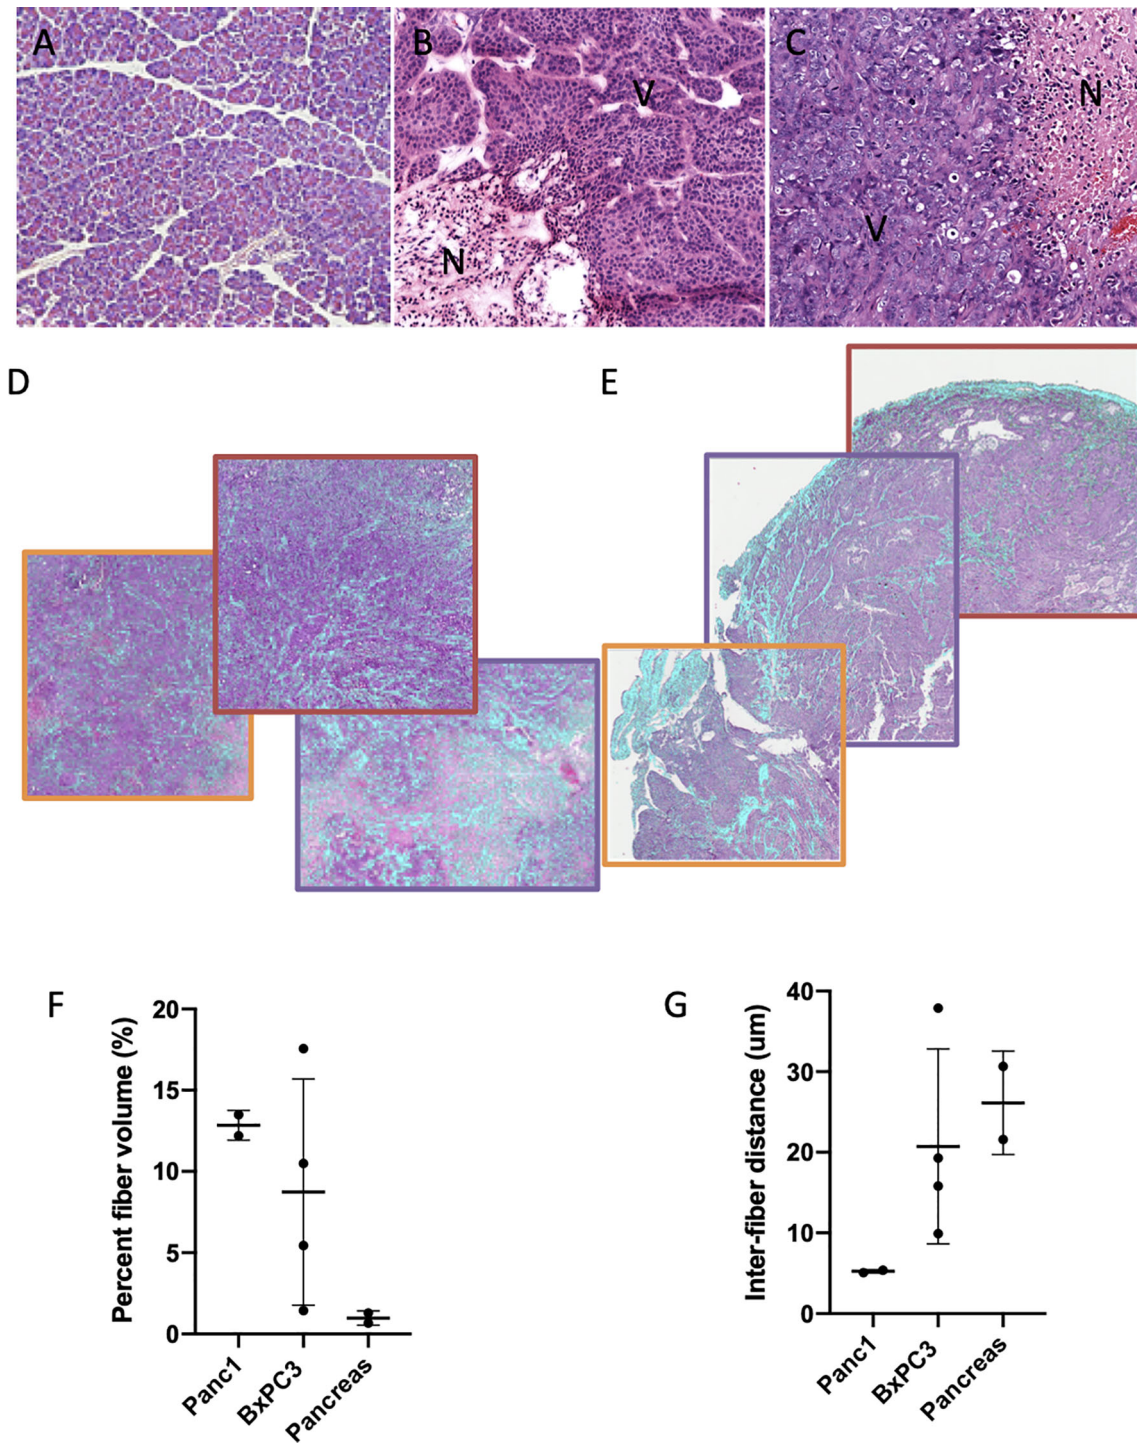 A
B
V
N
C
N
V
D
E
F
Percent fiber volume (%)
20
15
10
5
0
Panc1
BxPC3
Pancreas
G
Inter-fiber distance (um)
40
30
20
10
0
Panc1
BxPC3
Pancreas